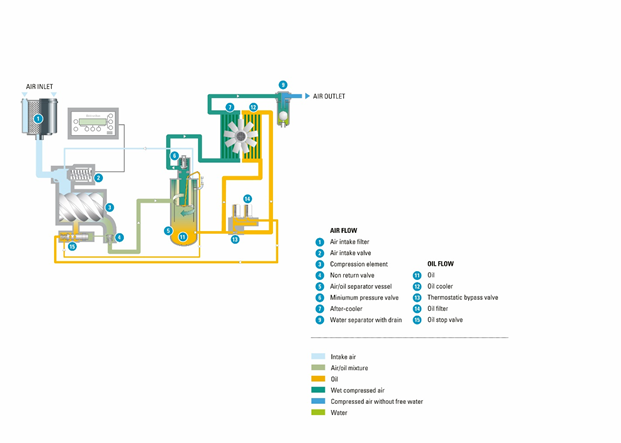 AIR INLET
AIR OUTLET
9
7
12
1
6
2
14
3
5
11
4
15
13
AIR FLOW
1 Air intake filter
2 Air intake valve
3 Compression element
4 Non return valve
5 Air/oil separator vessel
6 Miniumum pressure valve
7 After-cooler
9 Water separator with drain
OIL FLOW
11 Oil
12 Oil cooler
13 Thermostatic bypass valve
14 Oil filter
15 Oil stop valve
Intake air
Air/oil mixture
Oil
Wet compressed air
Compressed air without free water
Water